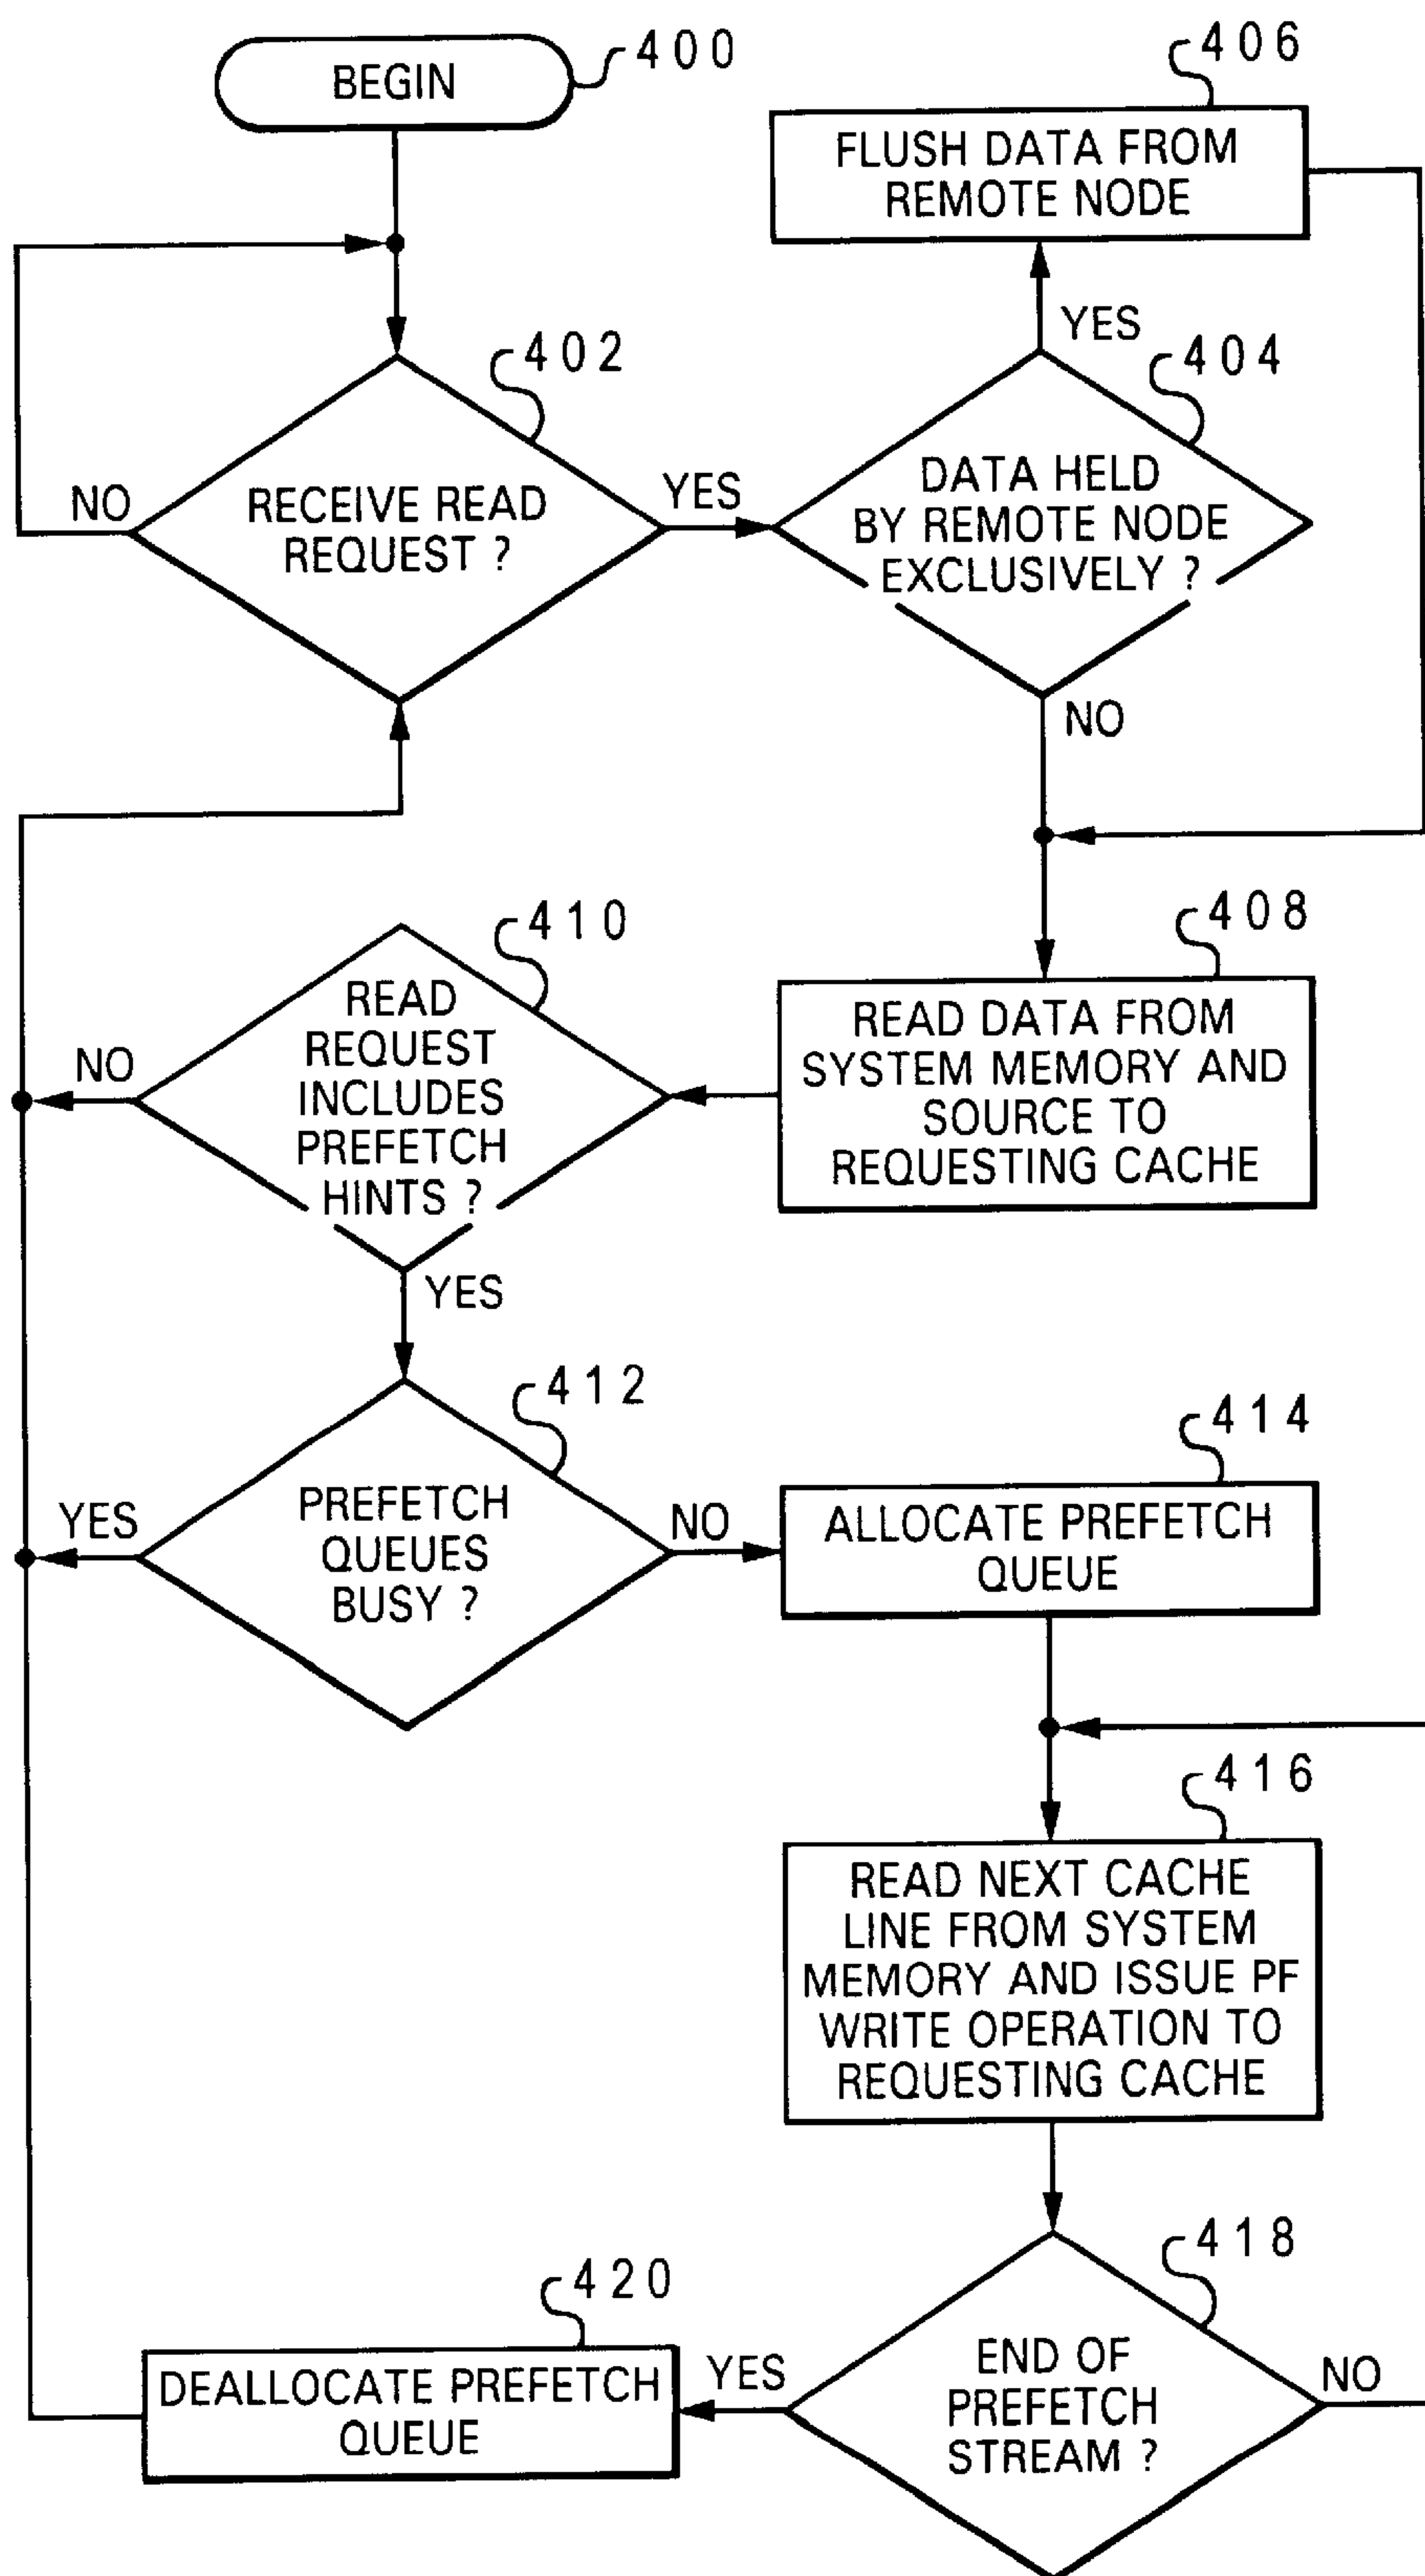 BEGIN
400
406
FLUSH DATA FROM
REMOTE NODE
YES
402
404
NO
RECEIVE READ
REQUEST ?
YES
DATA HELD
BY REMOTE NODE
EXCLUSIVELY ?
NO
410
408
NO
READ
REQUEST
INCLUDES
PREFETCH
HINTS ?
READ DATA FROM
SYSTEM MEMORY AND
SOURCE TO
REQUESTING CACHE
YES
412
414
YES
PREFETCH
QUEUES
BUSY ?
NO
ALLOCATE PREFETCH
QUEUE
416
READ NEXT CACHE
LINE FROM SYSTEM
MEMORY AND ISSUE PF
WRITE OPERATION TO
REQUESTING CACHE
418
420
DEALLOCATE PREFETCH
QUEUE
YES
END OF
PREFETCH
STREAM ?
NO